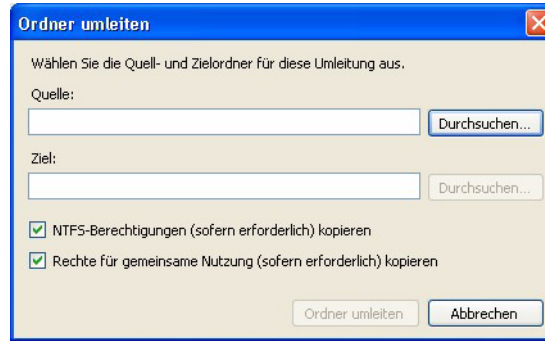 Ordner umleiten
Wählen Sie die Quell- und Zielordner für diese Umleitung aus.
Quelle:
Durchsuchen...
Ziel:
Durchsuchen...
NTFS-Berechtigungen (sofern erforderlich) kopieren
Rechte für gemeinsame Nutzung (sofern erforderlich) kopieren
Ordner umleiten Abbrechen